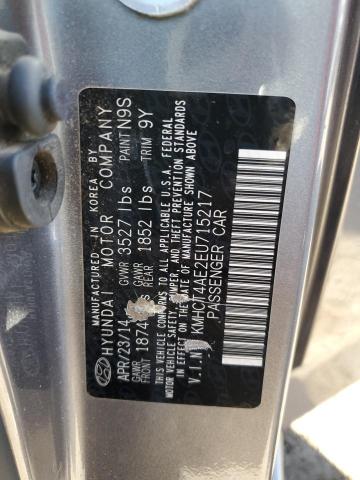 MANUFACTURED IN KOREA BY
HYUNDAI MOTOR COMPANY
APR/23/14 GVWR 3527 lbs PAINT N9S
GAWR FRONT 1874 GAWR REAR 1852 lbs TRIM 9Y
THIS VEHICLE CONFORMS TO ALL APPLICABLE U.S.A. FEDERAL
MOTOR VEHICLE SAFETY, BUMPER, & THEFT PREVENTION STANDARDS
IN EFFECT ON THE DATE OF MANUFACTURE SHOWN ABOVE
V.I.N KMHCT4AE2EU715217
PASSENGER CAR